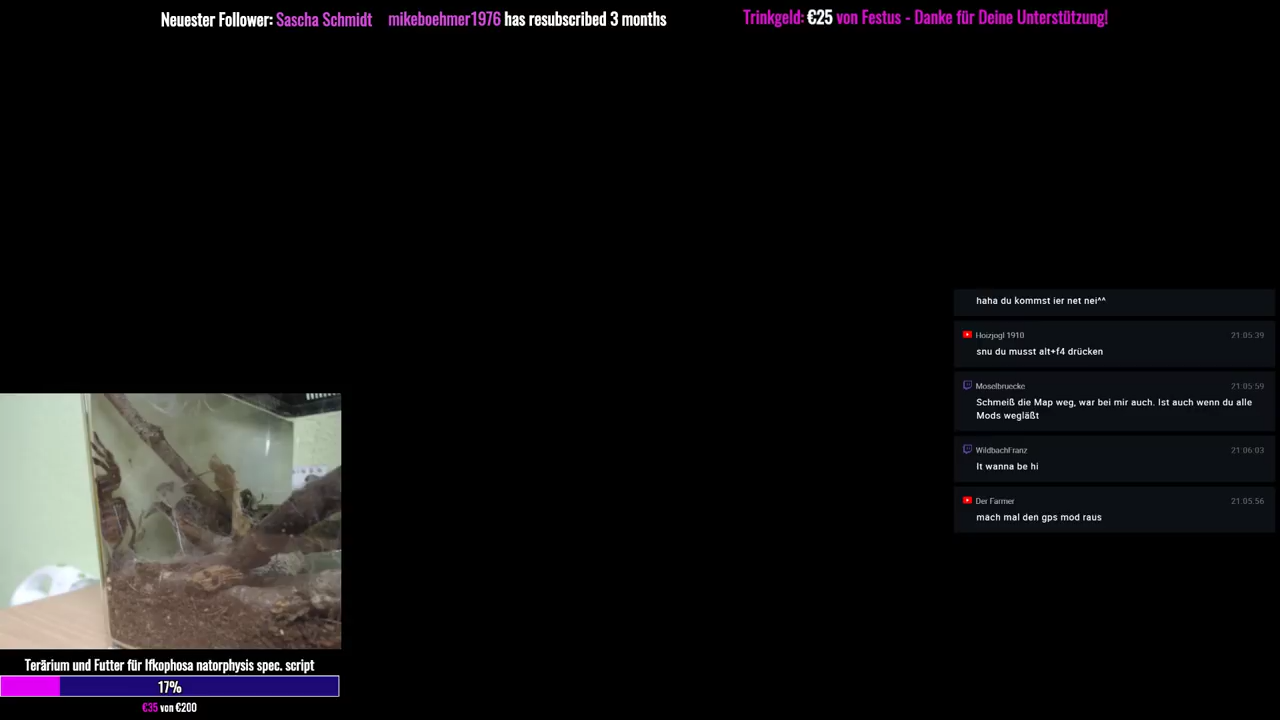 Neuester Follower: Sascha Schmidt mikeboehmer1976 has resubscribed 3 months
Trinkgeld: €25 von Festus - Danke für Deine Unterstützung!
haha du kommst ier net nei^^
Hoizjogl 1910 21:05:39
snu du musst alt+f4 drücken
Moselbruecke 21:05:59
Schmeiß die Map weg, war bei mir auch. Ist auch wenn du alle
Mods wegläßt
WildbachFranz 21:06:03
It wanna be hi
Der Farmer 21:05:56
mach mal den gps mod raus
Terärium und Futter für Ifkophosa natorphysis spec. script
17%
€35 von €200